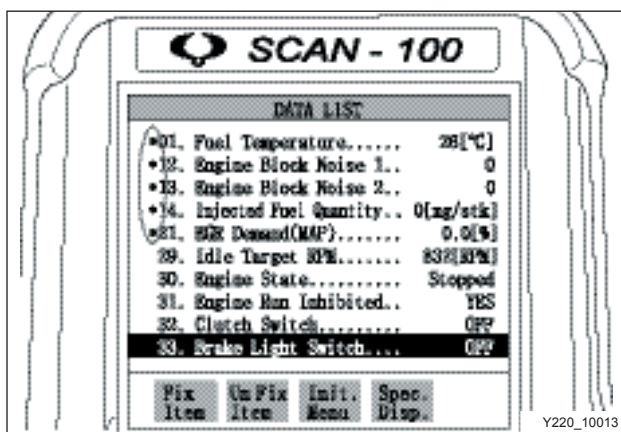 SCAN - 100
DATA LIST
*01. Fuel Temperature...... 26[℃]
*12. Engine Block Noise 1.. 0
*13. Engine Block Noise 2.. 0
*14. Injected Fuel Quantity.. 0[mg/stk]
*21. EGR Demand(MAP)....... 0.0[%]
29. Idle Target RPM....... 832[RPM]
30. Engine State.......... Stopped
31. Engine Run Inhibited.. YES
32. Clutch Switch......... OFF
33. Brake Light Switch.... OFF
Fix Item UnFix Item Init. Menu Spec. Disp.
Y220_10013